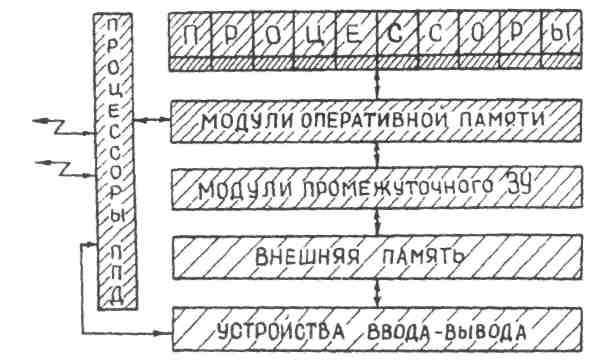 ПРОЦЕССОРЫ ППД
ПРОЦЕССОРЫ
МОДУЛИ ОПЕРАТИВНОЙ ПАМЯТИ
МОДУЛИ ПРОМЕЖУТОЧНОГО ЗУ
ВНЕШНЯЯ ПАМЯТЬ
УСТРОЙСТВА ВВОДА-ВЫВОДА